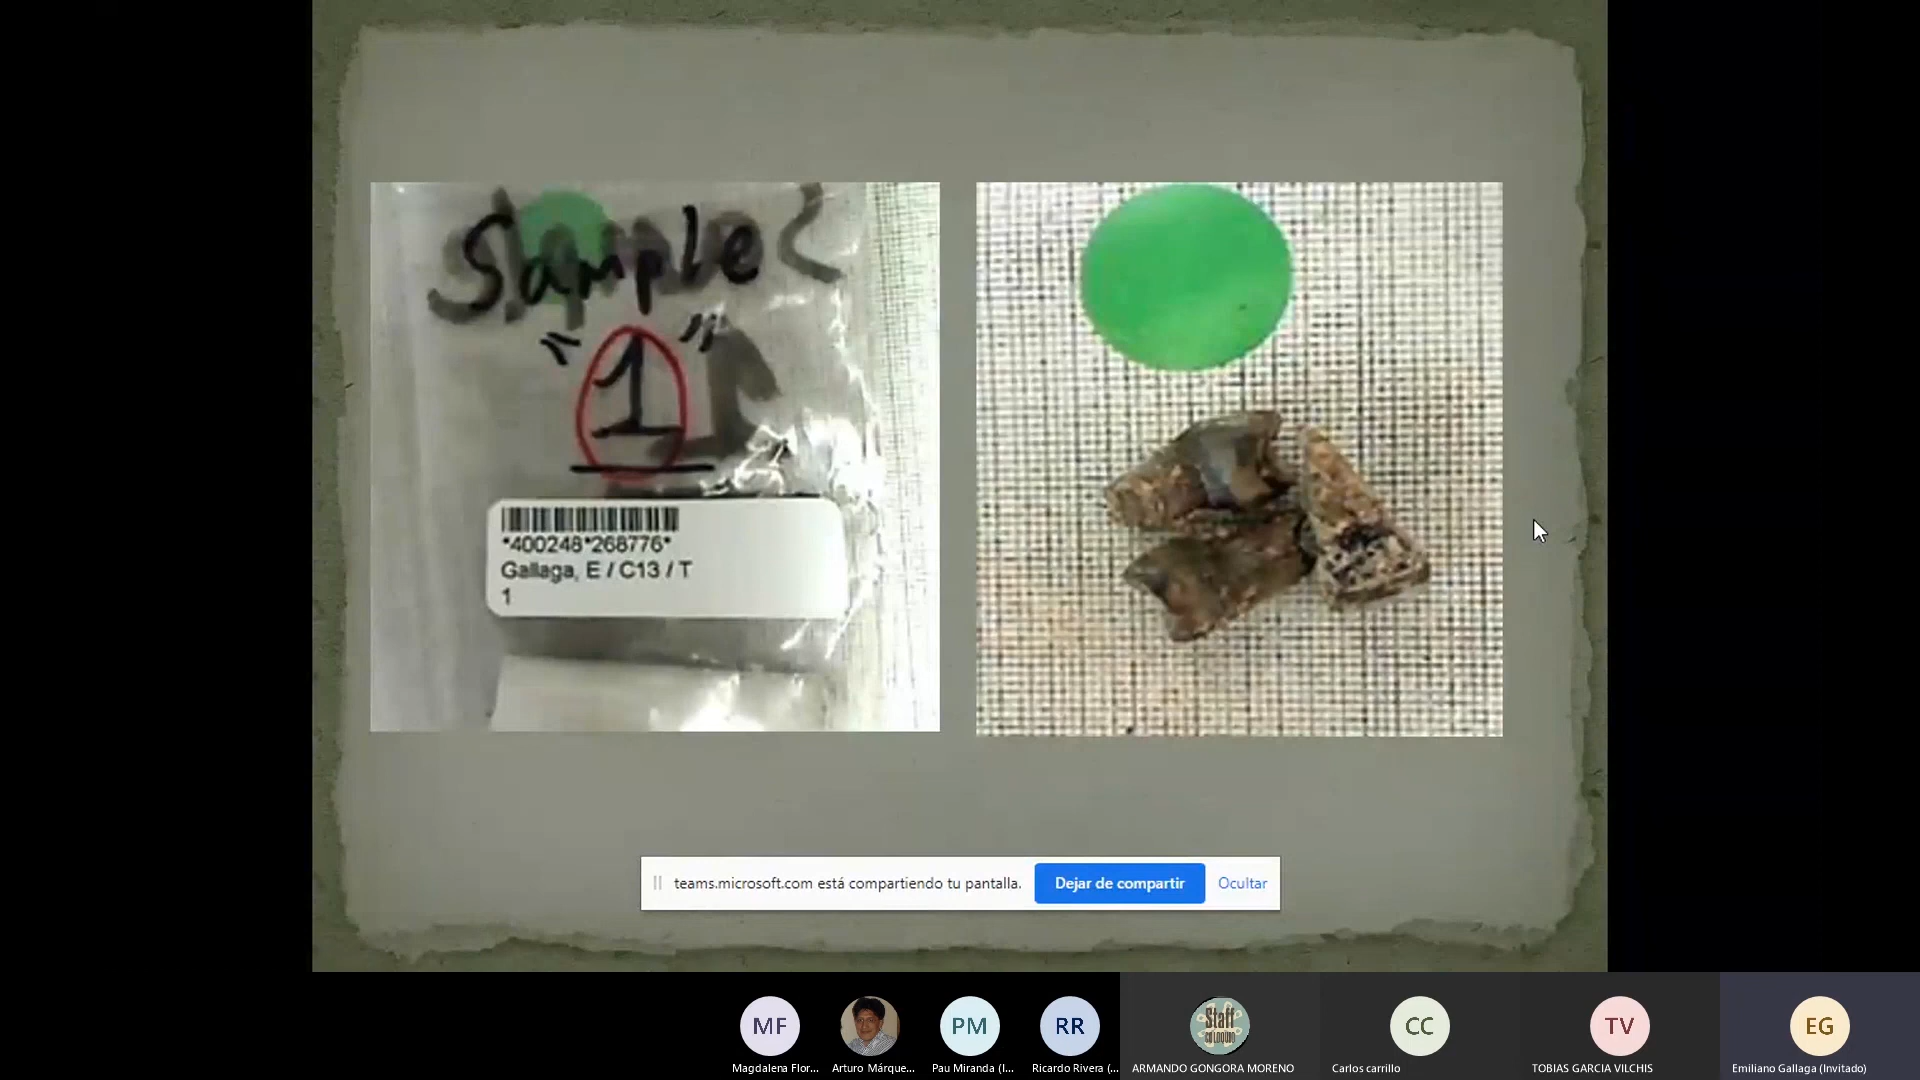 Sample
"1"
*400248*268776*
Gallaga, E / C13 / T
1
teams.microsoft.com está compartiendo tu pantalla.
Dejar de compartir
Ocultar
MF
PM
RR
Staff
COLOQUIO
CC
TV
EG
Magdalena Flor...
Arturo Márque...
Pau Miranda (I...
Ricardo Rivera (...
ARMANDO GONGORA MORENO
Carlos carrillo
TOBIAS GARCIA VILCHIS
Emiliano Gallaga (Invitado)